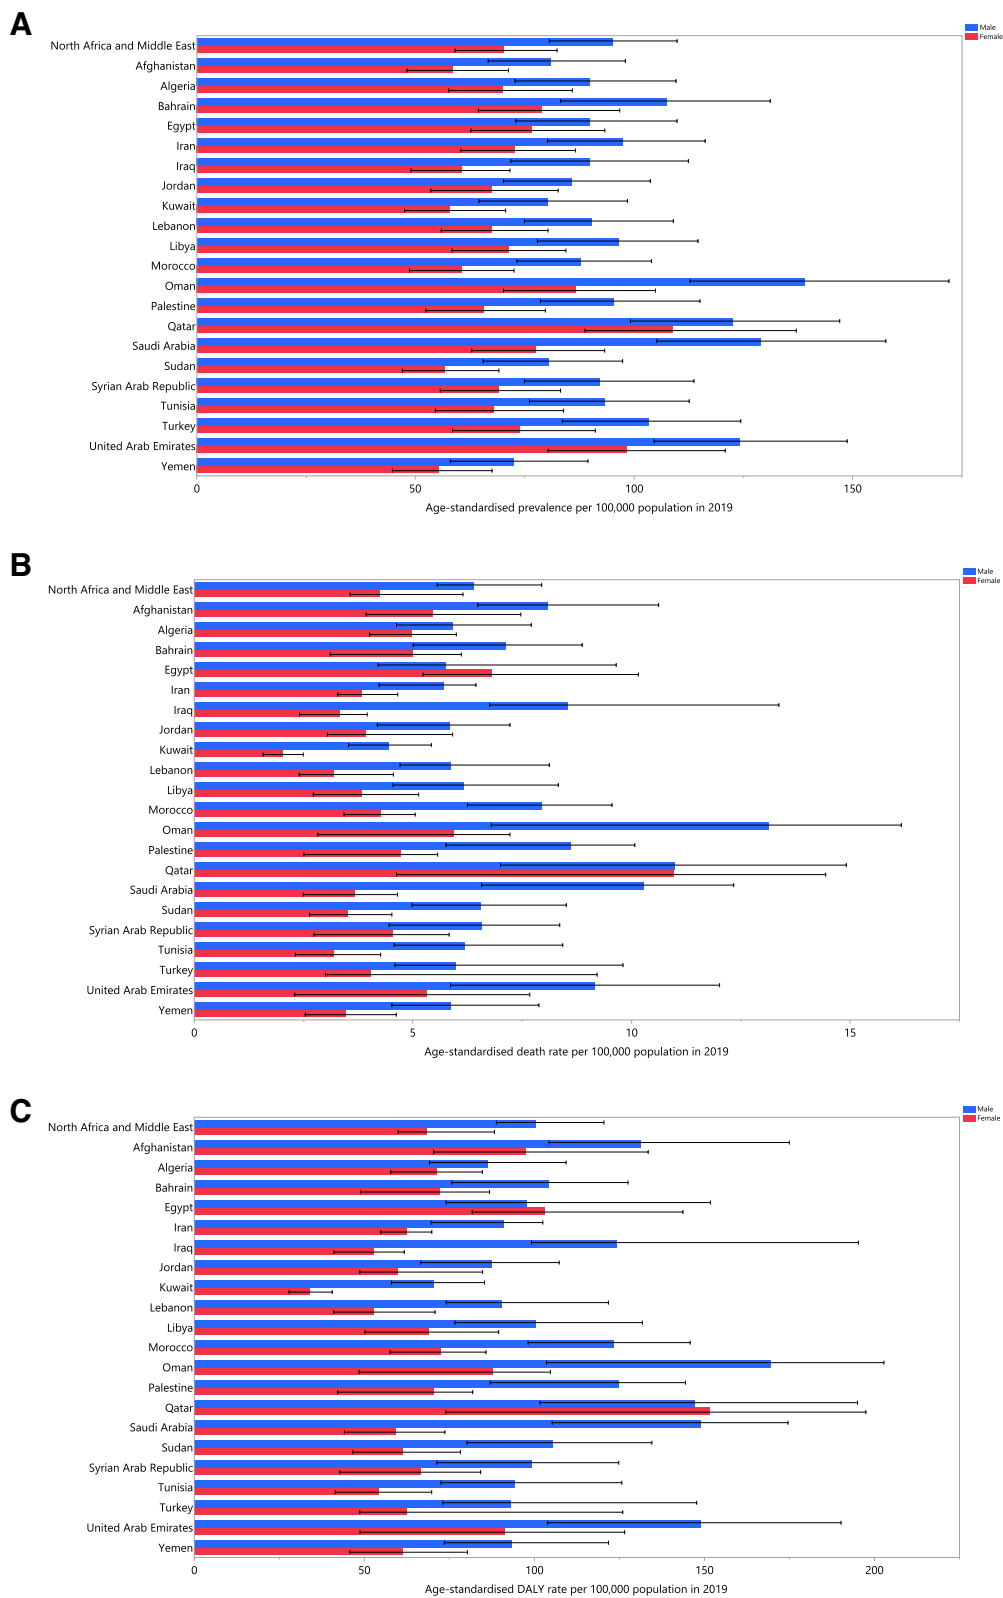 A
Male
Female
North Africa and Middle East
Afghanistan
Algeria
Bahrain
Egypt
Iran
Iraq
Jordan
Kuwait
Lebanon
Libya
Morocco
Oman
Palestine
Qatar
Saudi Arabia
Sudan
Syrian Arab Republic
Tunisia
Turkey
United Arab Emirates
Yemen
0 50 100 150
Age-standardised prevalence per 100,000 population in 2019
B
Male
Female
North Africa and Middle East
Afghanistan
Algeria
Bahrain
Egypt
Iran
Iraq
Jordan
Kuwait
Lebanon
Libya
Morocco
Oman
Palestine
Qatar
Saudi Arabia
Sudan
Syrian Arab Republic
Tunisia
Turkey
United Arab Emirates
Yemen
0 5 10 15
Age-standardised death rate per 100,000 population in 2019
C
Male
Female
North Africa and Middle East
Afghanistan
Algeria
Bahrain
Egypt
Iran
Iraq
Jordan
Kuwait
Lebanon
Libya
Morocco
Oman
Palestine
Qatar
Saudi Arabia
Sudan
Syrian Arab Republic
Tunisia
Turkey
United Arab Emirates
Yemen
0 50 100 150 200
Age-standardised DALY rate per 100,000 population in 2019